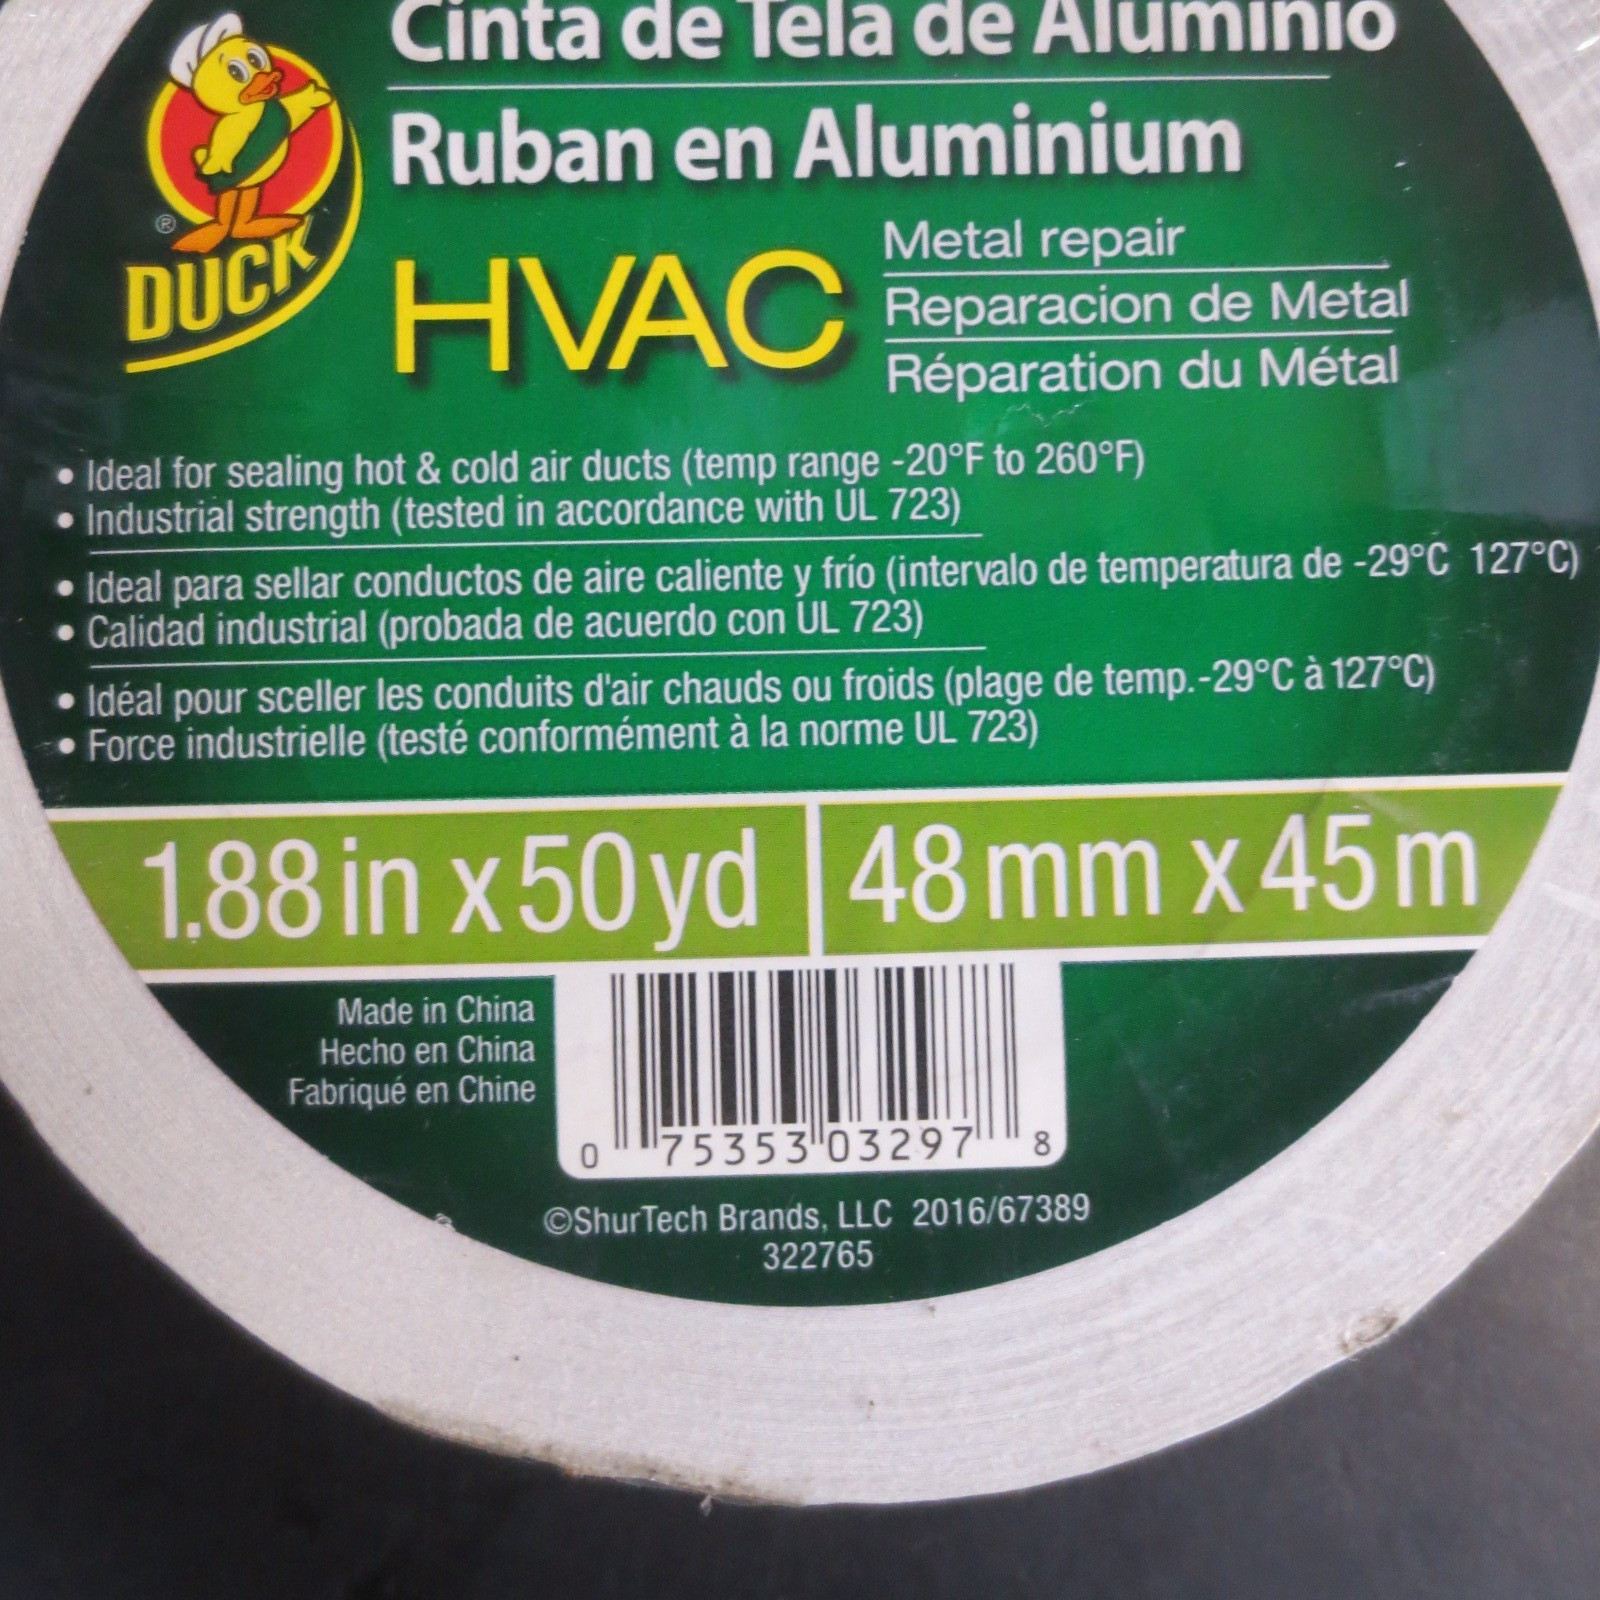 Cinta de Tela de Aluminio
Ruban en Aluminium
®
DUCK
HVAC
Metal repair
Reparacion de Metal
Réparation du Métal
• Ideal for sealing hot & cold air ducts (temp range -20°F to 260°F)
• Industrial strength (tested in accordance with UL 723)
• Ideal para sellar conductos de aire caliente y frío (intervalo de temperatura de -29°C 127°C)
• Calidad industrial (probada de acuerdo con UL 723)
• Idéal pour sceller les conduits d'air chauds ou froids (plage de temp.-29°C à 127°C)
• Force industrielle (testé conformément à la norme UL 723)
1.88 in x 50 yd
48 mm x 45 m
Made in China
Hecho en China
Fabriqué en Chine
0 75353 03297 8
©ShurTech Brands, LLC 2016/67389
322765